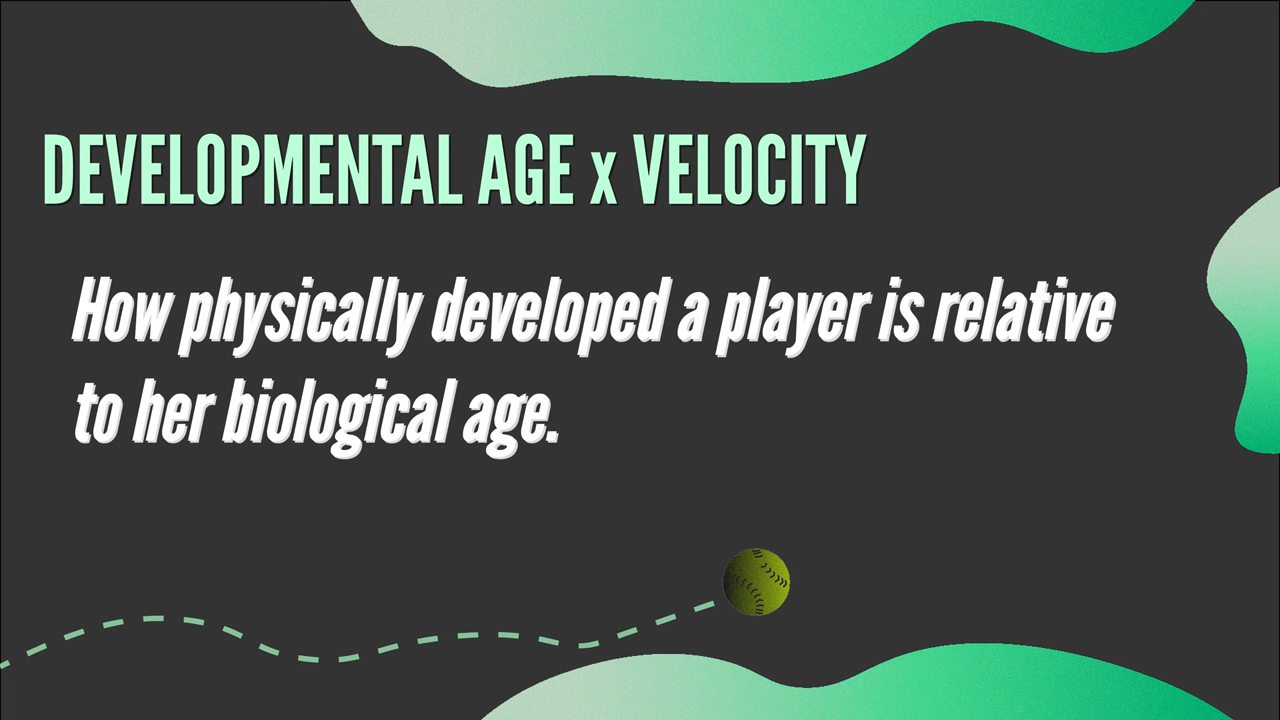 DEVELOPMENTAL AGE x VELOCITY
How physically developed a player is relative
to her biological age.